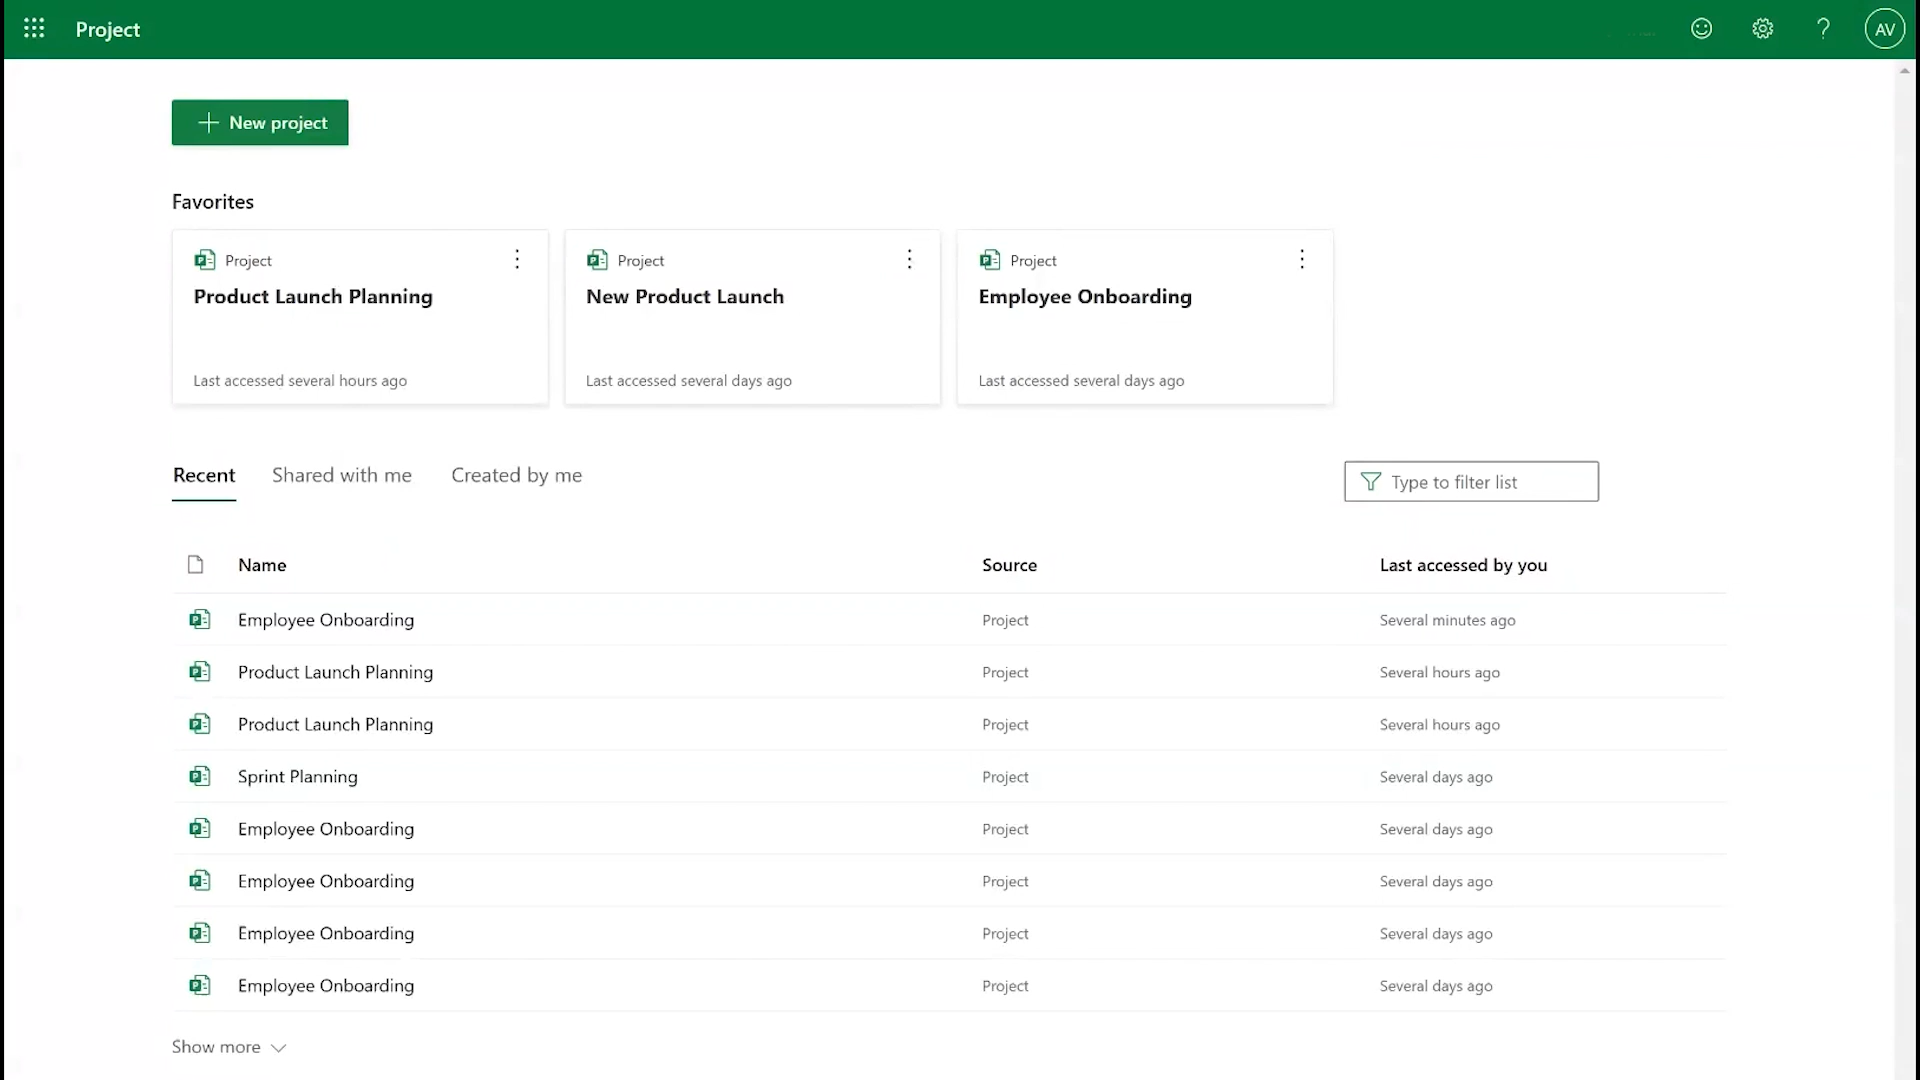 Project
AV
New project
Favorites
Project
Product Launch Planning
Last accessed several hours ago
Project
New Product Launch
Last accessed several days ago
Project
Employee Onboarding
Last accessed several days ago
Recent Shared with me Created by me
Type to filter list
Name Source Last accessed by you
Employee Onboarding Project Several minutes ago
Product Launch Planning Project Several hours ago
Product Launch Planning Project Several hours ago
Sprint Planning Project Several days ago
Employee Onboarding Project Several days ago
Employee Onboarding Project Several days ago
Employee Onboarding Project Several days ago
Employee Onboarding Project Several days ago
Show more